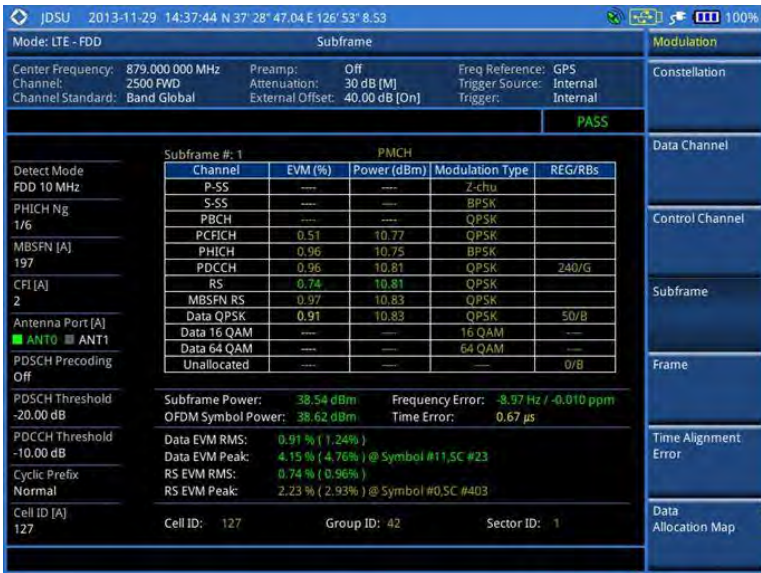 JDSU 2013-11-29 14:37:44 N 37° 28" 47.04 E 126° 53" 8.53 100%
Mode: LTE - FDD Subframe Modulation
Center Frequency: 879.000 000 MHz Preamp: Off Freq Reference: GPS
Channel: 2500 FWD Attenuation: 30 dB [M] Trigger Source: Internal
Channel Standard: Band Global External Offset: 40.00 dB [On] Trigger: Internal
PASS
Constellation
Data Channel
Control Channel
Subframe
Frame
Time Alignment
Error
Data
Allocation Map
Detect Mode
FDD 10 MHz
PHICH Ng
1/6
MBSFN [A]
197
CFI [A]
2
Antenna Port [A]
ANT0 ANT1
PDSCH Precoding
Off
PDSCH Threshold
-20.00 dB
PDCCH Threshold
-10.00 dB
Cyclic Prefix
Normal
Cell ID [A]
127
Subframe #: 1 PMCH
Channel EVM (%) Power (dBm) Modulation Type REG/RBs
P-SS ---- ---- Z-chu
S-SS ---- ---- BPSK
PBCH ---- ---- QPSK
PCFICH 0.51 10.77 QPSK
PHICH 0.96 10.75 BPSK
PDCCH 0.96 10.81 QPSK 240/G
RS 0.74 10.81 QPSK
MBSFN RS 0.97 10.83 QPSK
Data QPSK 0.91 10.83 QPSK 50/B
Data 16 QAM ---- ---- 16 QAM ----
Data 64 QAM ---- ---- 64 QAM ----
Unallocated ---- ---- ---- 0/B
Subframe Power: 38.54 dBm Frequency Error: -8.97 Hz / -0.010 ppm
OFDM Symbol Power: 38.62 dBm Time Error: 0.67 µs
Data EVM RMS: 0.91 % ( 1.24% )
Data EVM Peak: 4.15 % ( 4.76% ) @ Symbol #11,SC #23
RS EVM RMS: 0.74 % ( 0.96% )
RS EVM Peak: 2.23 % ( 2.93% ) @ Symbol #0,SC #403
Cell ID: 127 Group ID: 42 Sector ID: 1